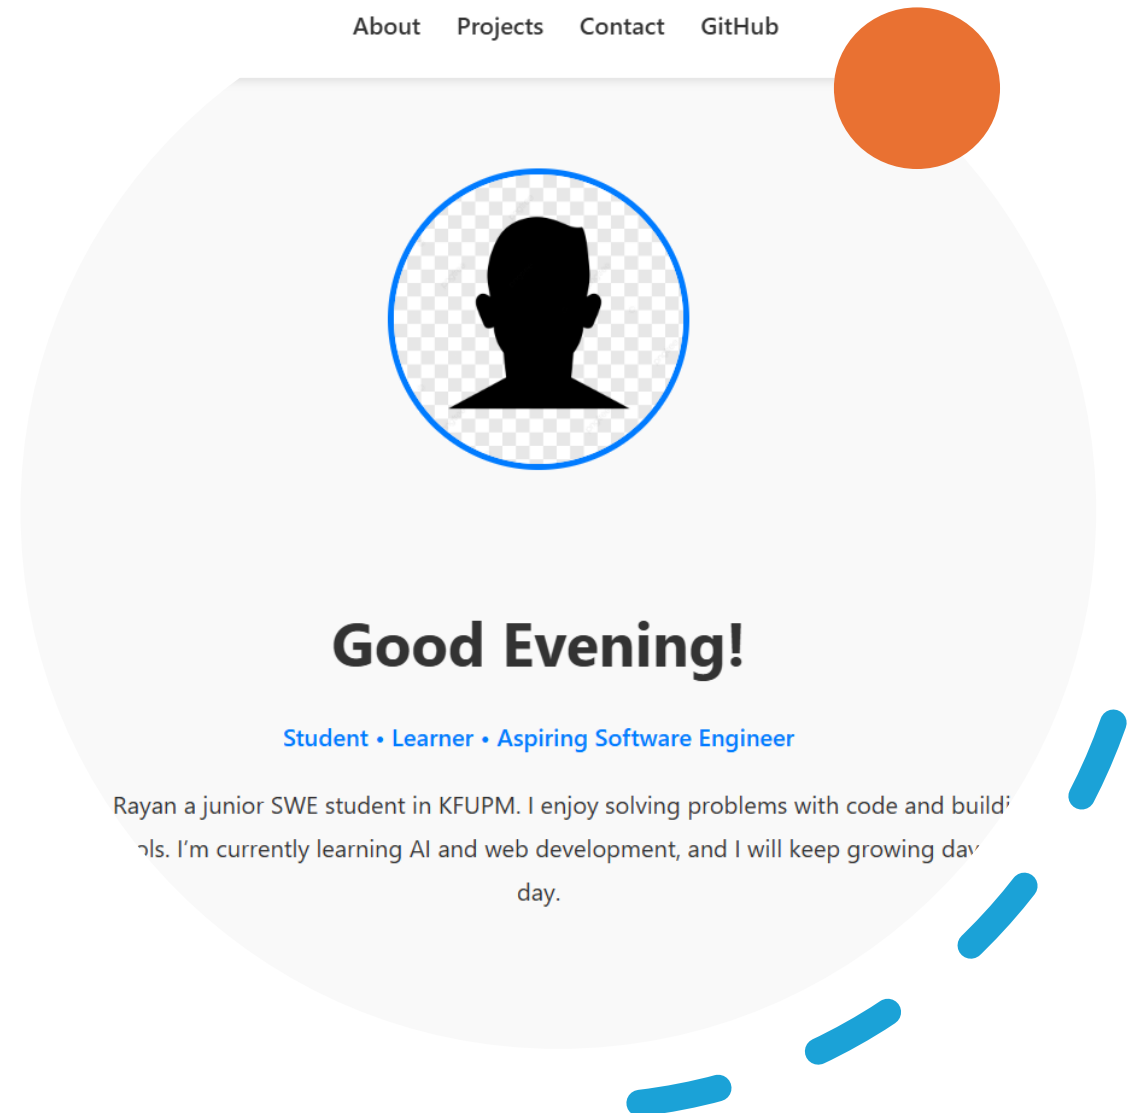 About Projects Contact GitHub
Good Evening!
Student • Learner • Aspiring Software Engineer
Rayan a junior SWE student in KFUPM. I enjoy solving problems with code and
I'm currently learning AI and web development, and I will keep growing
day.